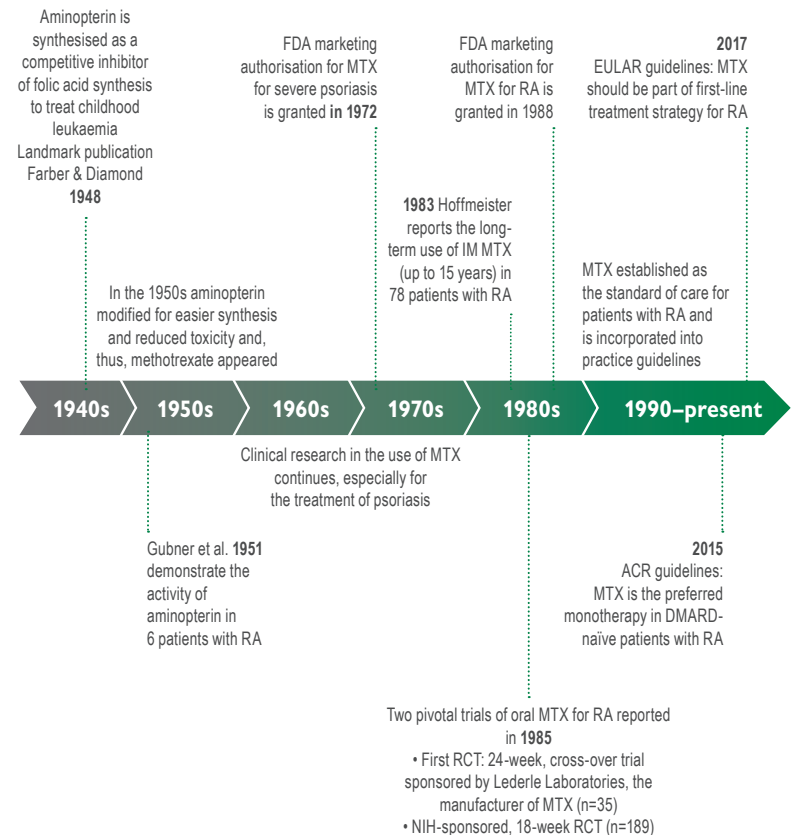 Aminopterin is
synthesised as a
competitive inhibitor
of folic acid synthesis
to treat childhood
leukaemia
Landmark publication
Farber & Diamond
1948
FDA marketing
authorisation for MTX
for severe psoriasis
is granted in 1972
FDA marketing
authorisation for
MTX for RA is
granted in 1988
2017
EULAR guidelines: MTX
should be part of first-line
treatment strategy for RA
In the 1950s aminopterin
modified for easier synthesis
and reduced toxicity and,
thus, methotrexate appeared
1983 Hoffmeister
reports the long-
term use of IM MTX
(up to 15 years) in
78 patients with RA
MTX established as
the standard of care for
patients with RA and
is incorporated into
practice guidelines
1940s
1950s
1960s
1970s
1980s
1990–present
Clinical research in the use of MTX
continues, especially for
the treatment of psoriasis
Gubner et al. 1951
demonstrate the
activity of
aminopterin in
6 patients with RA
2015
ACR guidelines:
MTX is the preferred
monotherapy in DMARD-
naïve patients with RA
Two pivotal trials of oral MTX for RA reported
in 1985
• First RCT: 24-week, cross-over trial
sponsored by Lederle Laboratories, the
manufacturer of MTX (n=35)
• NIH-sponsored, 18-week RCT (n=189)